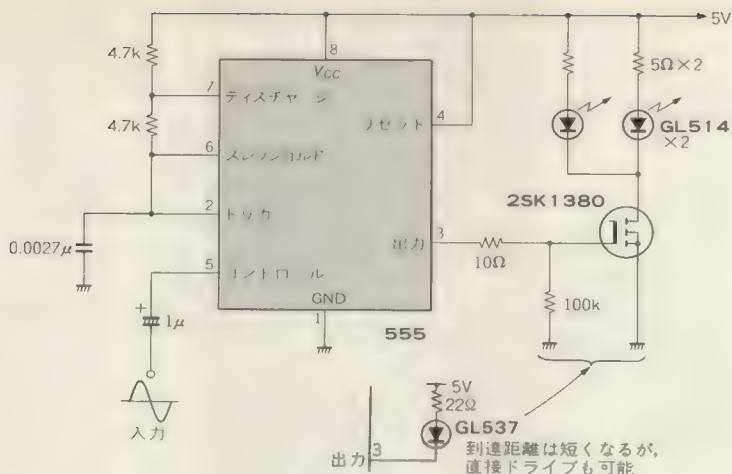 5V
4.7k
8
VCC
5Ω×2
7
ディスチャージ
4.7k
リセット
4
GL514
×2
6
スレッショルド
2SK1380
2
トリガ
出力
3
0.0027μ
10Ω
5
コントロール
100k
GND
+
1μ
1
555
入力
5V
22Ω
GL537
出力
3
到達距離は短くなるが,
直接ドライブも可能